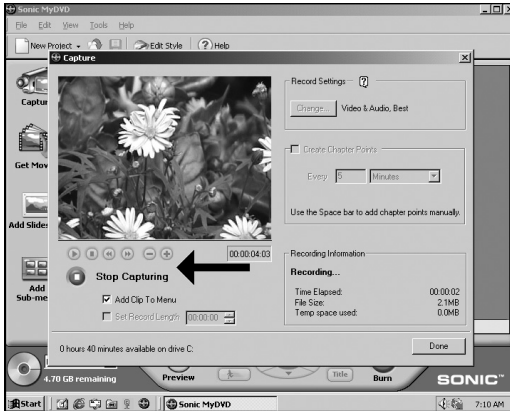 Sonic MyDVD
File Edit View Tools Help
New Project Edit Style ? Help
Capture
Record Settings ?
Change... Video & Audio, Best
Create Chapter Points
Every 5 Minutes
Use the Space bar to add chapter points manually.
00:00:04:03
Stop Capturing
Add Clip To Menu
Set Record Length 00:00:00
Recording Information
Recording...
Time Elapsed: 00:00:02
File Size: 2.1MB
Temp space used: 0.0MB
0 hours 40 minutes available on drive C:
Done
Captur
Get Mov
Add Slides
Add
Sub-me
4.70 GB remaining
Preview
Title
Burn
SONIC™
Start
Sonic MyDVD
7:10 AM